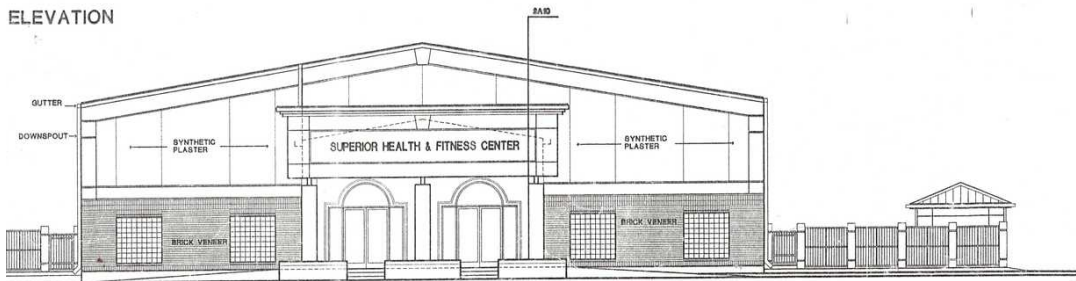 ELEVATION
2A10
GUTTER
DOWNSPOUT
SYNTHETIC
PLASTER
SUPERIOR HEALTH & FITNESS CENTER
SYNTHETIC
PLASTER
BRICK VENEER
BRICK VENEER